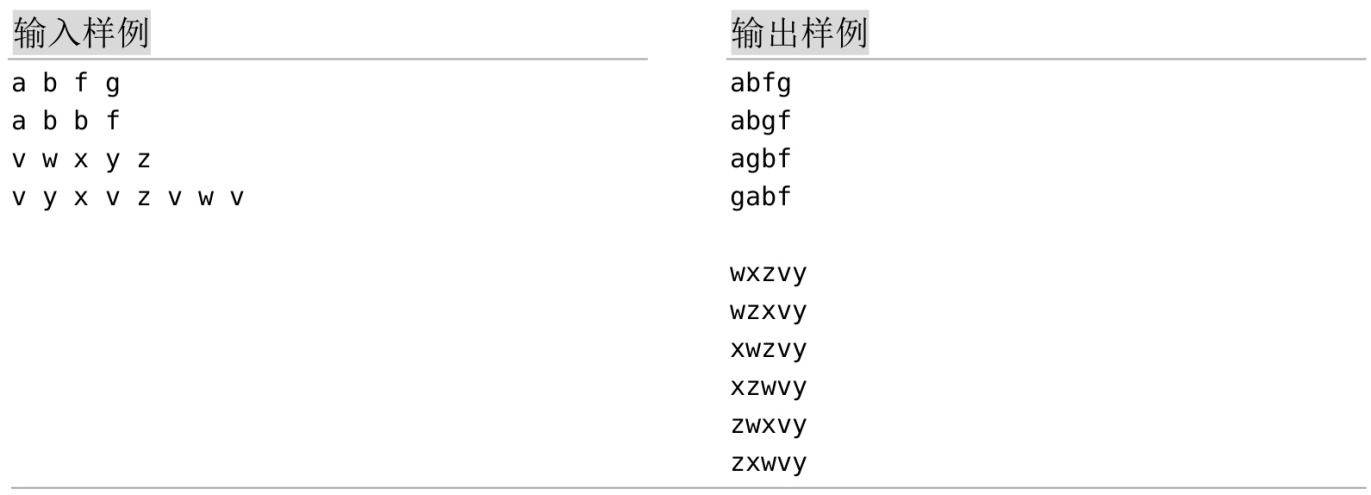 输入样例
a b f g
a b b f
v w x y z
v y x v z v w v
输出样例
abfg
abgf
agbf
gabf
wxzvy
wzxvy
xwzvy
xzwvy
zwxvy
zxwvy